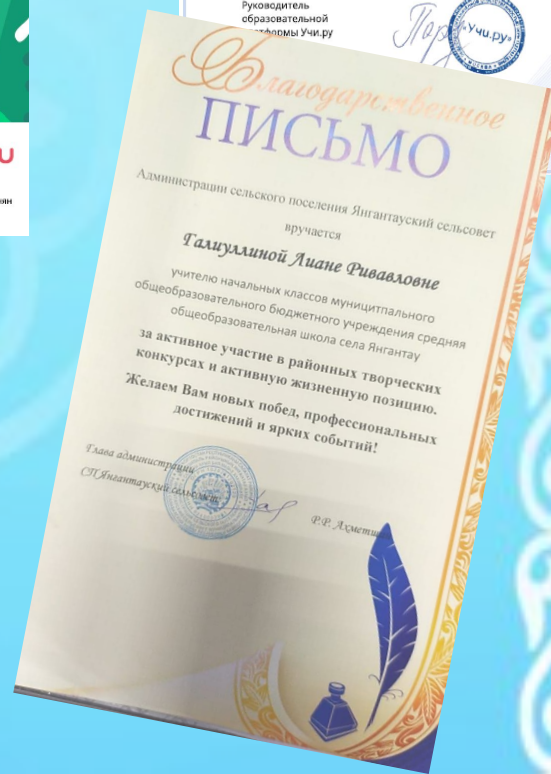 Руководитель
образовательной
формы Учи.ру
«Учи.ру»
U
Благодарственное
ПИСЬМО
Администрации сельского поселения Янгантауский сельсовет
вручается
Галиуллиной Лиане Ривавловне
учителю начальных классов муниципального
общеобразовательного бюджетного учреждения средняя
общеобразовательная школа села Янгантау
за активное участие в районных творческих
конкурсах и активную жизненную позицию.
Желаем Вам новых побед, профессиональных
достижений и ярких событий!
Глава администрации
СП Янгантауский сельсовет
Р.Р.